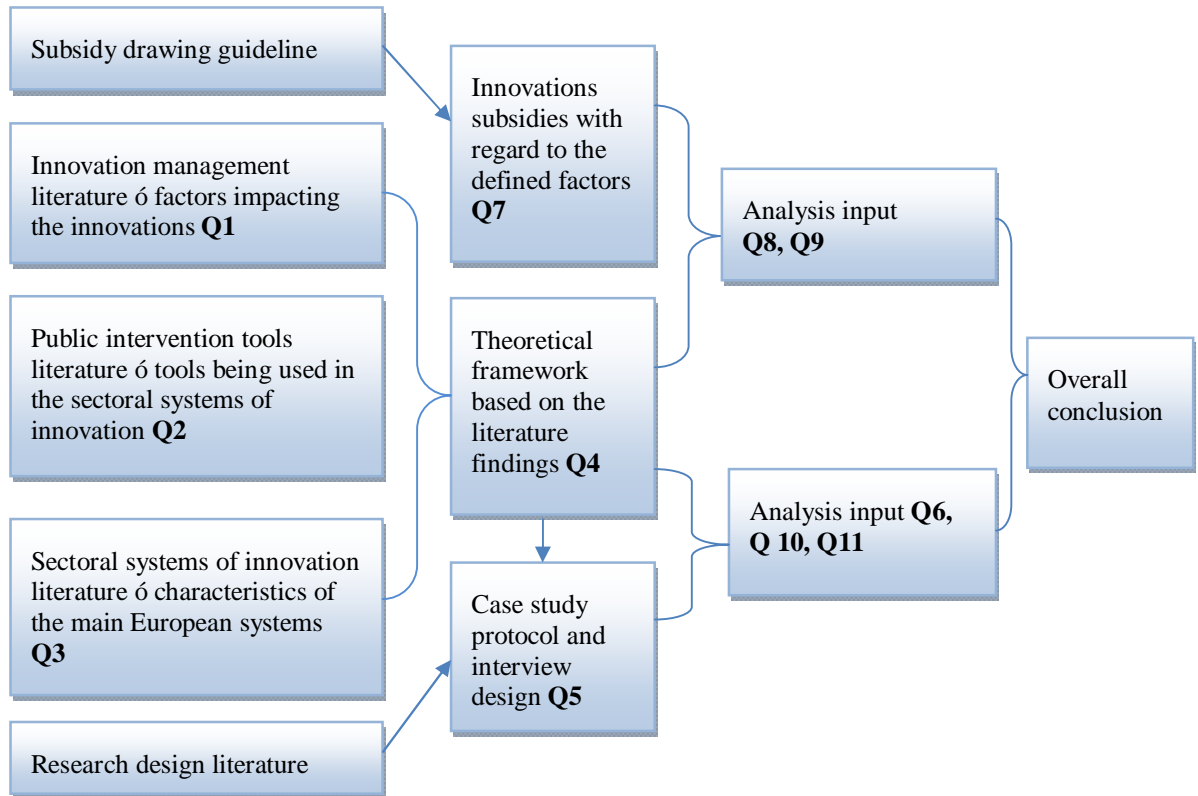 Subsidy drawing guideline
Innovation management
literature ó factors impacting
the innovations Q1
Public intervention tools
literature ó tools being used in
the sectoral systems of
innovation Q2
Sectoral systems of innovation
literature ó characteristics of
the main European systems
Q3
Research design literature
Innovations
subsidies with
regard to the
defined factors
Q7
Theoretical
framework
based on the
literature
findings Q4
Case study
protocol and
interview
design Q5
Analysis input
Q8, Q9
Analysis input Q6,
Q 10, Q11
Overall
conclusion